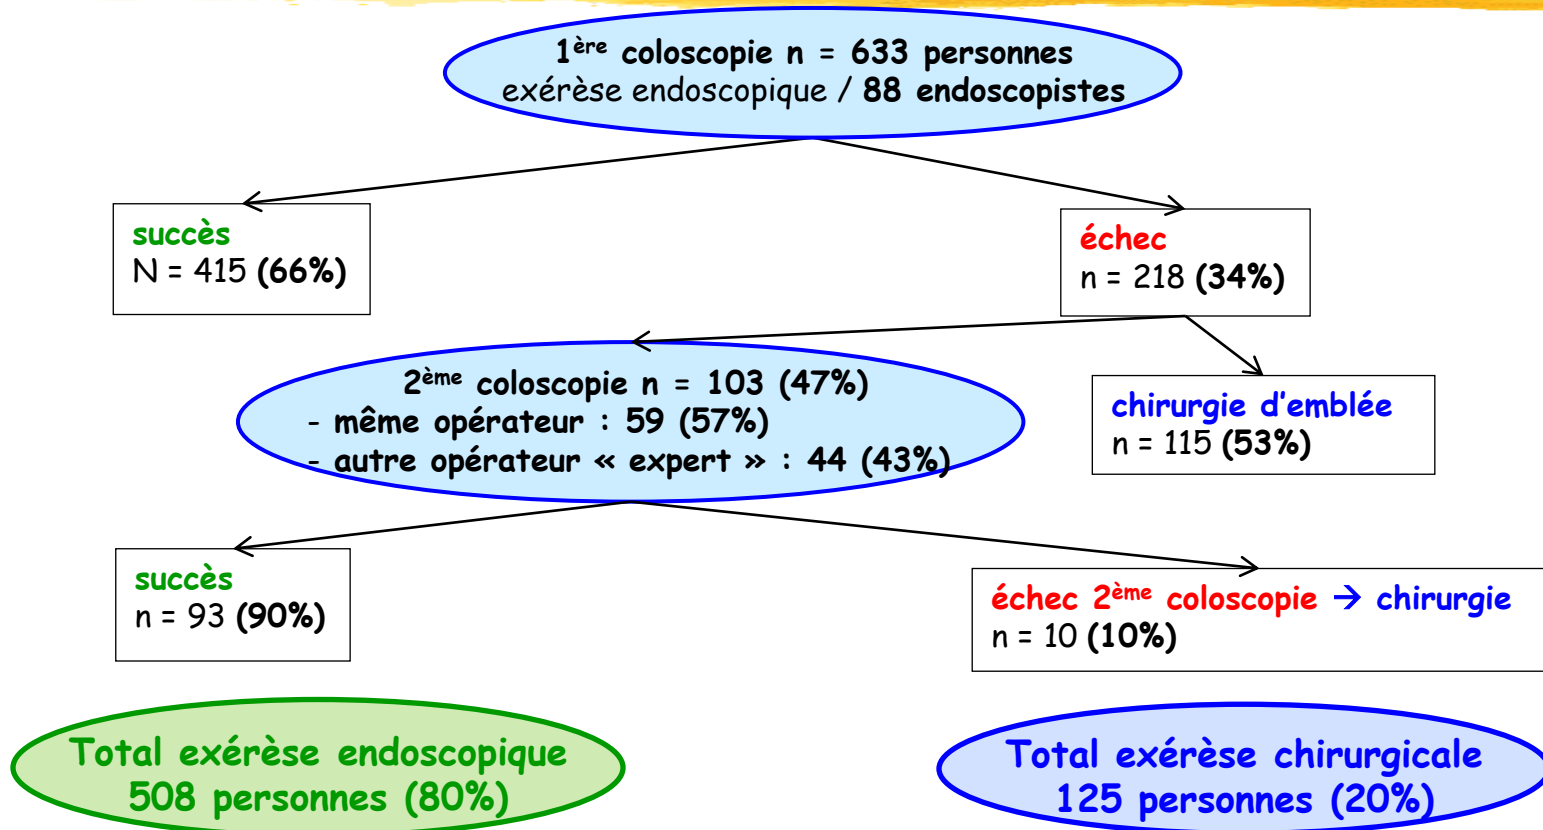 1ère coloscopie n = 633 personnes
exérèse endoscopique / 88 endoscopistes
succès
N = 415 (66%)
échec
n = 218 (34%)
2ème coloscopie n = 103 (47%)
- même opérateur : 59 (57%)
- autre opérateur « expert » : 44 (43%)
chirurgie d'emblée
n = 115 (53%)
succès
n = 93 (90%)
échec 2ème coloscopie → chirurgie
n = 10 (10%)
Total exérèse endoscopique
508 personnes (80%)
Total exérèse chirurgicale
125 personnes (20%)